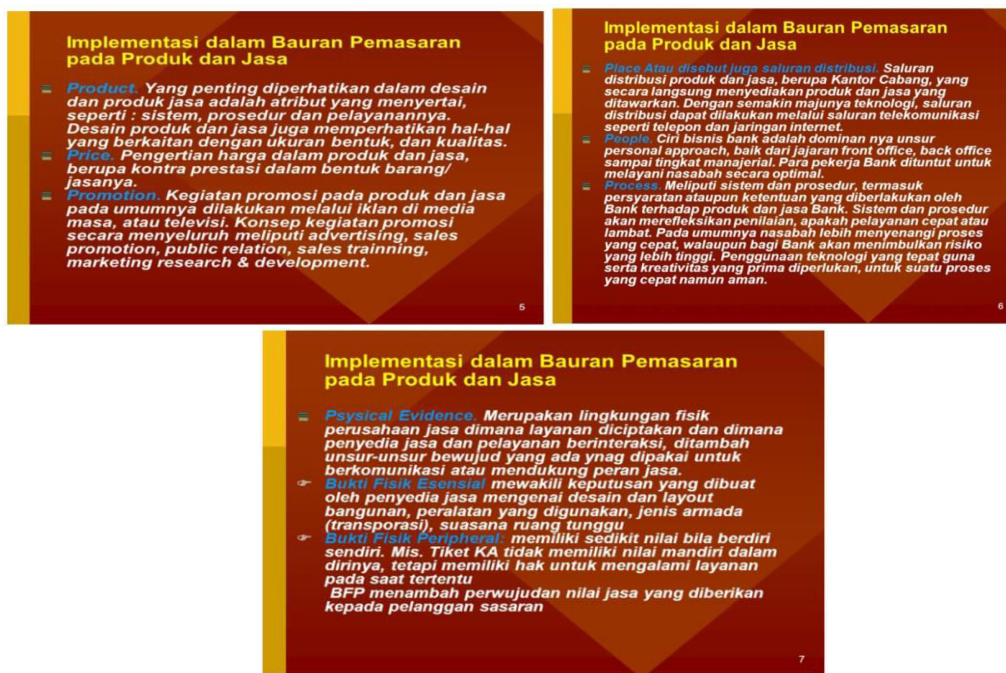 Implementasi dalam Bauran Pemasaran
pada Produk dan Jasa
Product. Yang penting diperhatikan dalam desain
dan produk jasa adalah atribut yang menyertai,
seperti : sistem, prosedur dan pelayanannya.
Desain produk dan jasa juga memperhatikan hal-hal
yang berkaitan dengan ukuran bentuk, dan kualitas.
Price. Pengertian harga dalam produk dan jasa,
berupa kontra prestasi dalam bentuk barang/
jasanya.
Promotion. Kegiatan promosi pada produk dan jasa
pada umumnya dilakukan melalui iklan di media
masa, atau televisi. Konsep kegiatan promosi
secara menyeluruh meliputi advertising, sales
promotion, public relation, sales trainning,
marketing research & development.
5
Implementasi dalam Bauran Pemasaran
pada Produk dan Jasa
Place Atau disebut juga saluran distribusi. Saluran
distribusi produk dan jasa, berupa Kantor Cabang, yang
secara langsung menyediakan produk dan jasa yang
ditawarkan. Dengan semakin majunya teknologi, saluran
distribusi dapat dilakukan melalui saluran telekomunikasi
seperti telepon dan jaringan internet.
People. Ciri bisnis bank adalah dominan nya unsur
personal approach, baik dari jajaran front office, back office
sampai tingkat manajerial. Para pekerja Bank dituntut untuk
melayani nasabah secara optimal.
Process. Meliputi sistem dan prosedur, termasuk
persyaratan ataupun ketentuan yang diberlakukan oleh
Bank terhadap produk dan jasa Bank. Sistem dan prosedur
akan merefleksikan penilaian, apakah pelayanan cepat atau
lambat. Pada umumnya nasabah lebih menyenangi proses
yang cepat, walaupun bagi Bank akan menimbulkan risiko
yang lebih tinggi. Penggunaan teknologi yang tepat guna
serta kreativitas yang prima diperlukan, untuk suatu proses
yang cepat namun aman.
6
Implementasi dalam Bauran Pemasaran
pada Produk dan Jasa
Psysical Evidence. Merupakan lingkungan fisik
perusahaan jasa dimana layanan diciptakan dan dimana
penyedia jasa dan pelayanan berinteraksi, ditambah
unsur-unsur bewujud yang ada ynag dipakai untuk
berkomunikasi atau mendukung peran jasa.
Bukti Fisik Esensial mewakili keputusan yang dibuat
oleh penyedia jasa mengenai desain dan layout
bangunan, peralatan yang digunakan, jenis armada
(transporasi), suasana ruang tunggu
Bukti Fisik Peripheral: memiliki sedikit nilai bila berdiri
sendiri. Mis. Tiket KA tidak memiliki nilai mandiri dalam
dirinya, tetapi memiliki hak untuk mengalami layanan
pada saat tertentu
BFP menambah perwujudan nilai jasa yang diberikan
kepada pelanggan sasaran
7